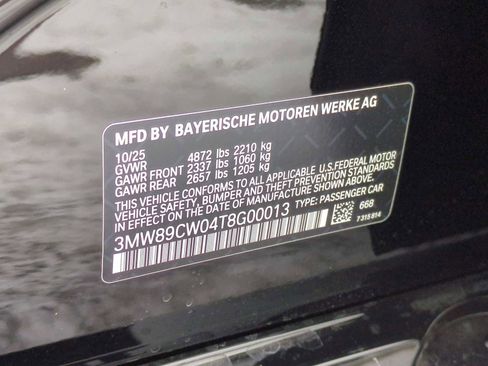 MFD BY BAYERISCHE MOTOREN WERKE AG
10/25
GVWR 4872 lbs 2210 kg
GAWR FRONT 2337 lbs 1060 kg
GAWR REAR 2657 lbs 1205 kg
THIS VEHICLE CONFORMS TO ALL APPLICABLE U.S.FEDERAL MOTOR
VEHICLE SAFETY, BUMPER AND THEFT PREVENTION STANDARDS
IN EFFECT ON THE DATE OF MANUFACTURE SHOWN ABOVE.
3MW89CW04T8G00013 TYPE: PASSENGER CAR
668
7 315 814